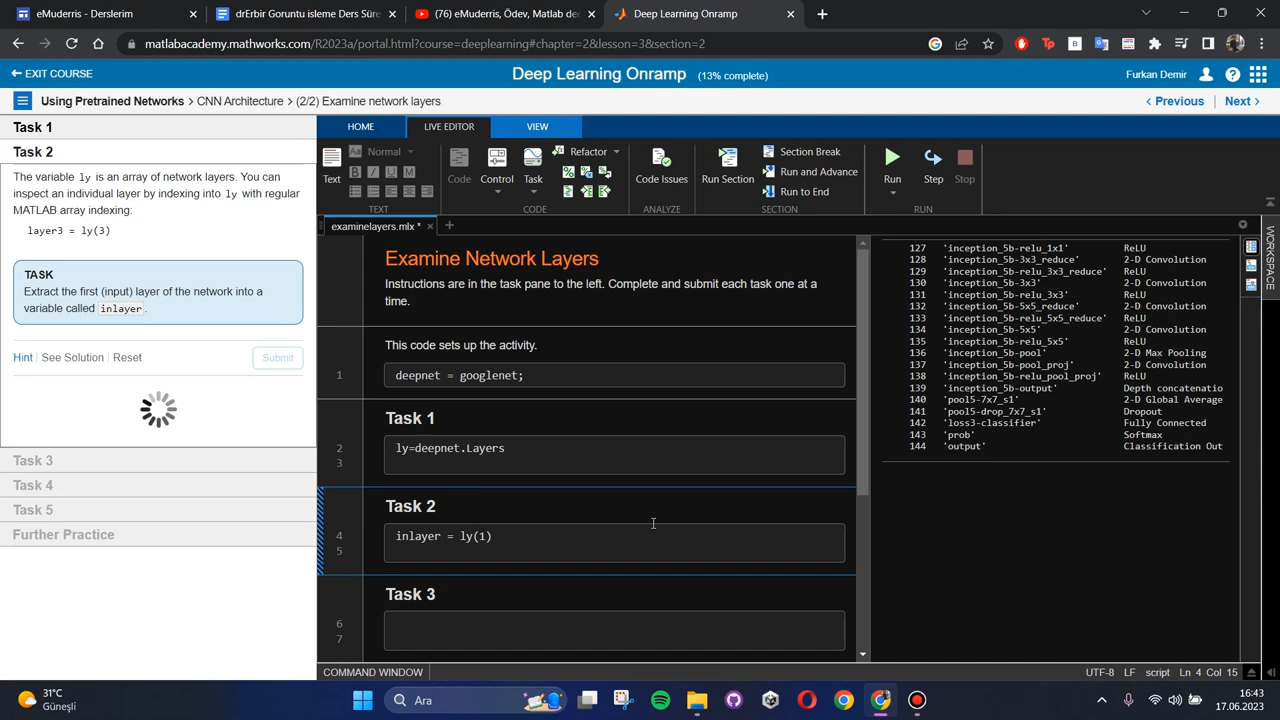 eMuderris - Derslerim
drErbir Goruntu isleme Ders Süre
(76) eMuderris, Ödev, Matlab de
Deep Learning Onramp
matlabacademy.mathworks.com/R2023a/portal.html?course=deeplearning#chapter=2&lesson=3&section=2
EXIT COURSE
Deep Learning Onramp (13% complete)
Furkan Demir
Using Pretrained Networks > CNN Architecture > (2/2) Examine network layers
Previous
Next
Task 1
Task 2
The variable ly is an array of network layers. You can
inspect an individual layer by indexing into ly with regular
MATLAB array indexing:
layer3 = ly(3)
TASK
Extract the first (input) layer of the network into a
variable called inlayer.
Hint See Solution Reset
Submit
Task 3
Task 4
Task 5
Further Practice
HOME
LIVE EDITOR
VIEW
Text
Normal
B I U M
TEXT
Code
Control
Task
Refactor
CODE
Code Issues
ANALYZE
Run Section
Section Break
Run and Advance
Run to End
SECTION
Run
Step
Stop
RUN
examinelayers.mlx *
Examine Network Layers
Instructions are in the task pane to the left. Complete and submit each task one at a
time.
This code sets up the activity.
1 deepnet = googlenet;
Task 1
2 ly=deepnet.Layers
3
Task 2
4 inlayer = ly(1)
5
Task 3
6
7
127 'inception_5b-relu_1x1' ReLU
128 'inception_5b-3x3_reduce' 2-D Convolution
129 'inception_5b-relu_3x3_reduce' ReLU
130 'inception_5b-3x3' 2-D Convolution
131 'inception_5b-relu_3x3' ReLU
132 'inception_5b-5x5_reduce' 2-D Convolution
133 'inception_5b-relu_5x5_reduce' ReLU
134 'inception_5b-5x5' 2-D Convolution
135 'inception_5b-relu_5x5' ReLU
136 'inception_5b-pool' 2-D Max Pooling
137 'inception_5b-pool_proj' 2-D Convolution
138 'inception_5b-relu_pool_proj' ReLU
139 'inception_5b-output' Depth concatenatio
140 'pool5-7x7_s1' 2-D Global Average
141 'pool5-drop_7x7_s1' Dropout
142 'loss3-classifier' Fully Connected
143 'prob' Softmax
144 'output' Classification Out
WORKSPACE
COMMAND WINDOW
UTF-8 LF script Ln 4 Col 15
31°C
Güneşli
Ara
16:43
17.06.2023